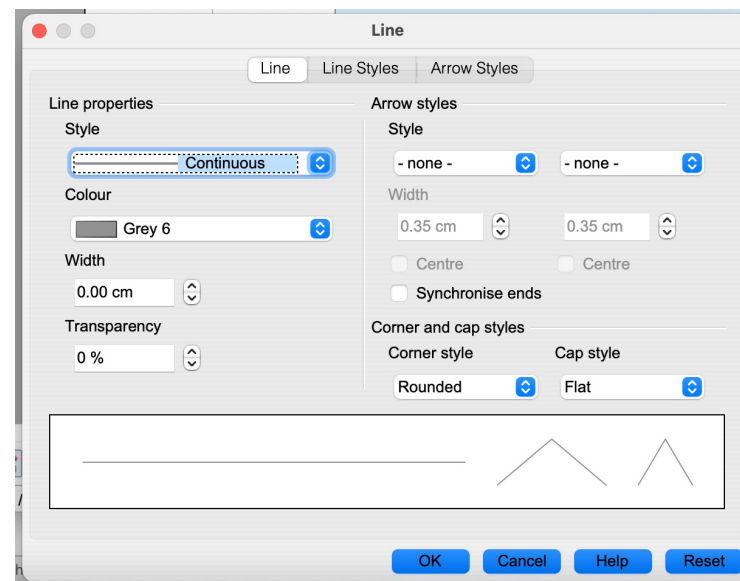 Line
Line Line Styles Arrow Styles
Line properties
Style
Continuous
Colour
Grey 6
Width
0.00 cm
Transparency
0 %
Arrow styles
Style
- none - - none -
Width
0.35 cm 0.35 cm
Centre Centre
Synchronise ends
Corner and cap styles
Corner style Cap style
Rounded Flat
OK Cancel Help Reset